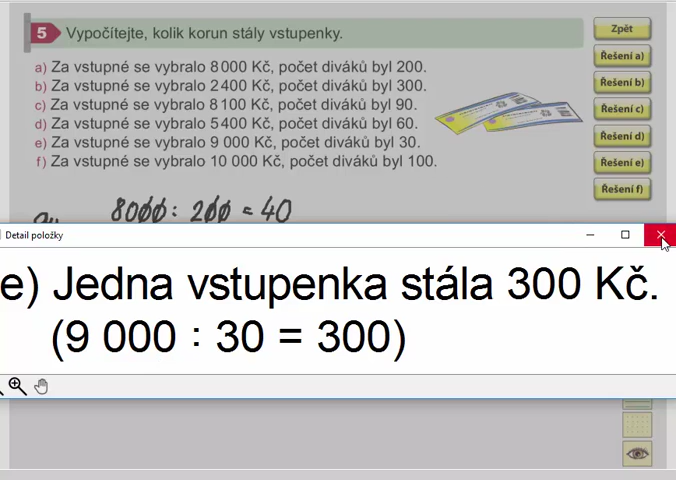 5 Vypočítejte, kolik korun stály vstupenky.
Zpět
a) Za vstupné se vybralo 8 000 Kč, počet diváků byl 200.
b) Za vstupné se vybralo 2 400 Kč, počet diváků byl 300.
c) Za vstupné se vybralo 8 100 Kč, počet diváků byl 90.
d) Za vstupné se vybralo 5 400 Kč, počet diváků byl 60.
e) Za vstupné se vybralo 9 000 Kč, počet diváků byl 30.
f) Za vstupné se vybralo 10 000 Kč, počet diváků byl 100.
Řešení a)
Řešení b)
Řešení c)
Řešení d)
Řešení e)
Řešení f)
8000 : 200 = 40
Detail položky
e) Jedna vstupenka stála 300 Kč.
(9 000 : 30 = 300)